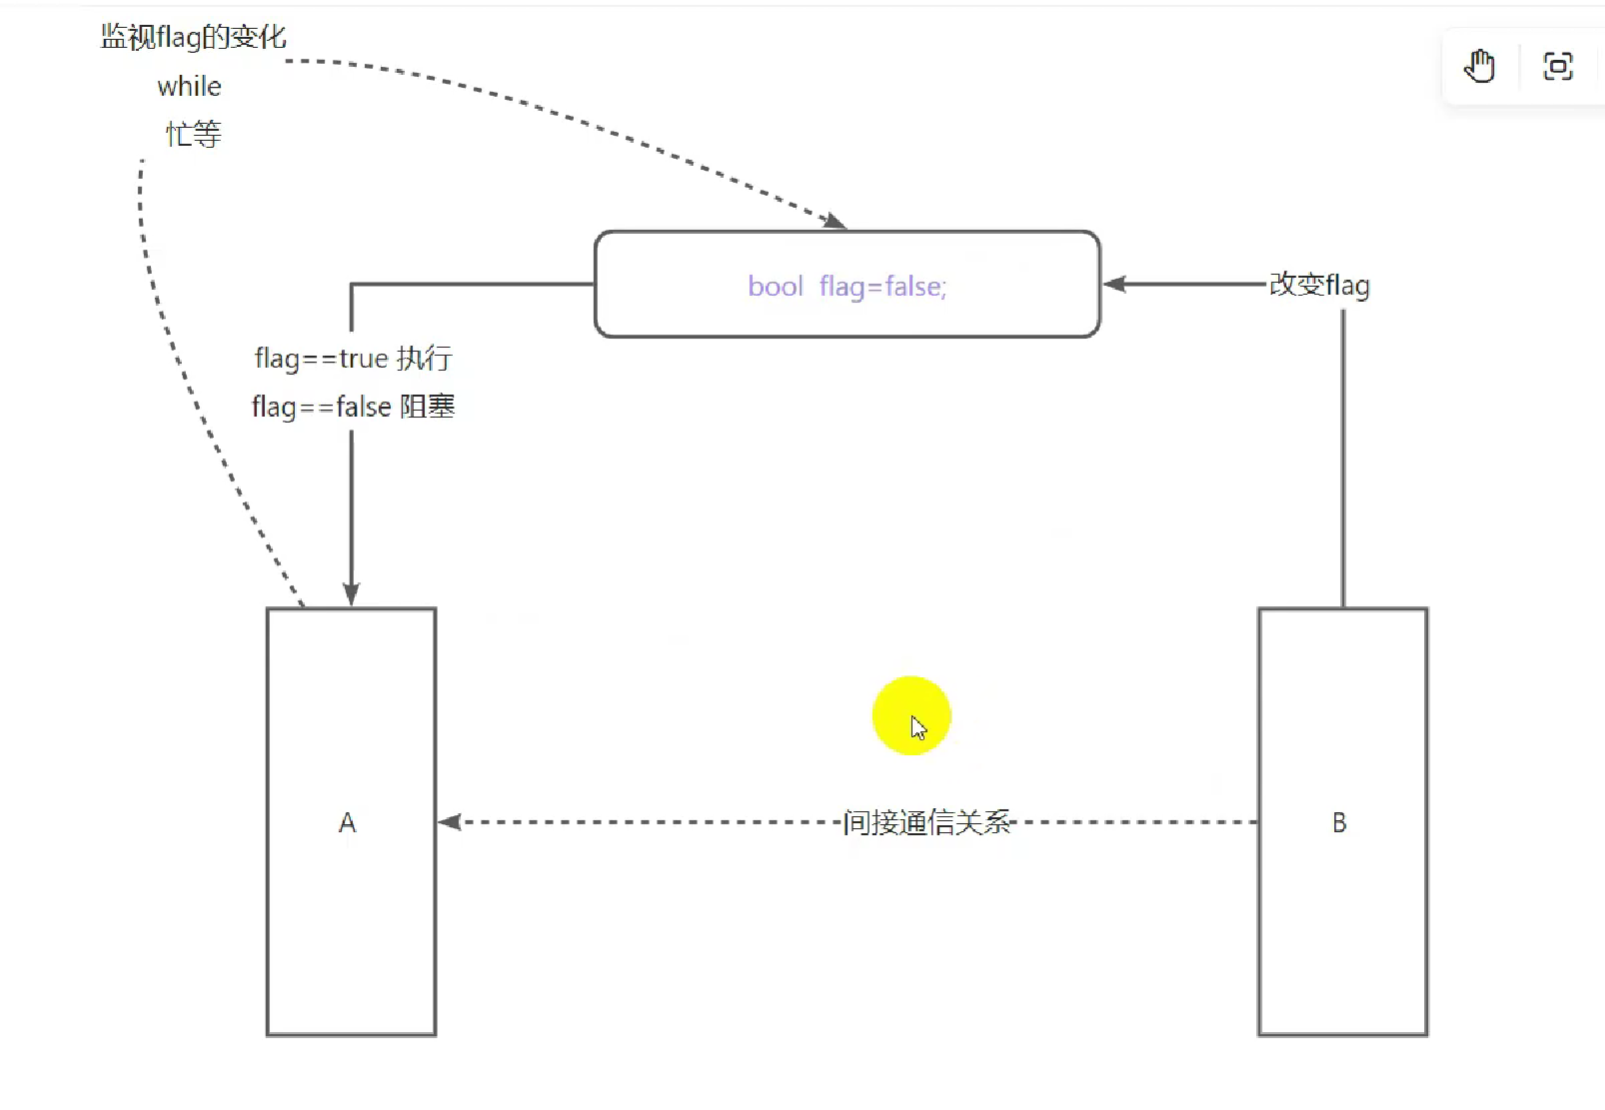 监视flag的变化
while
忙等
bool flag=false;
改变flag
flag==true 执行
flag==false 阻塞
A
间接通信关系
B